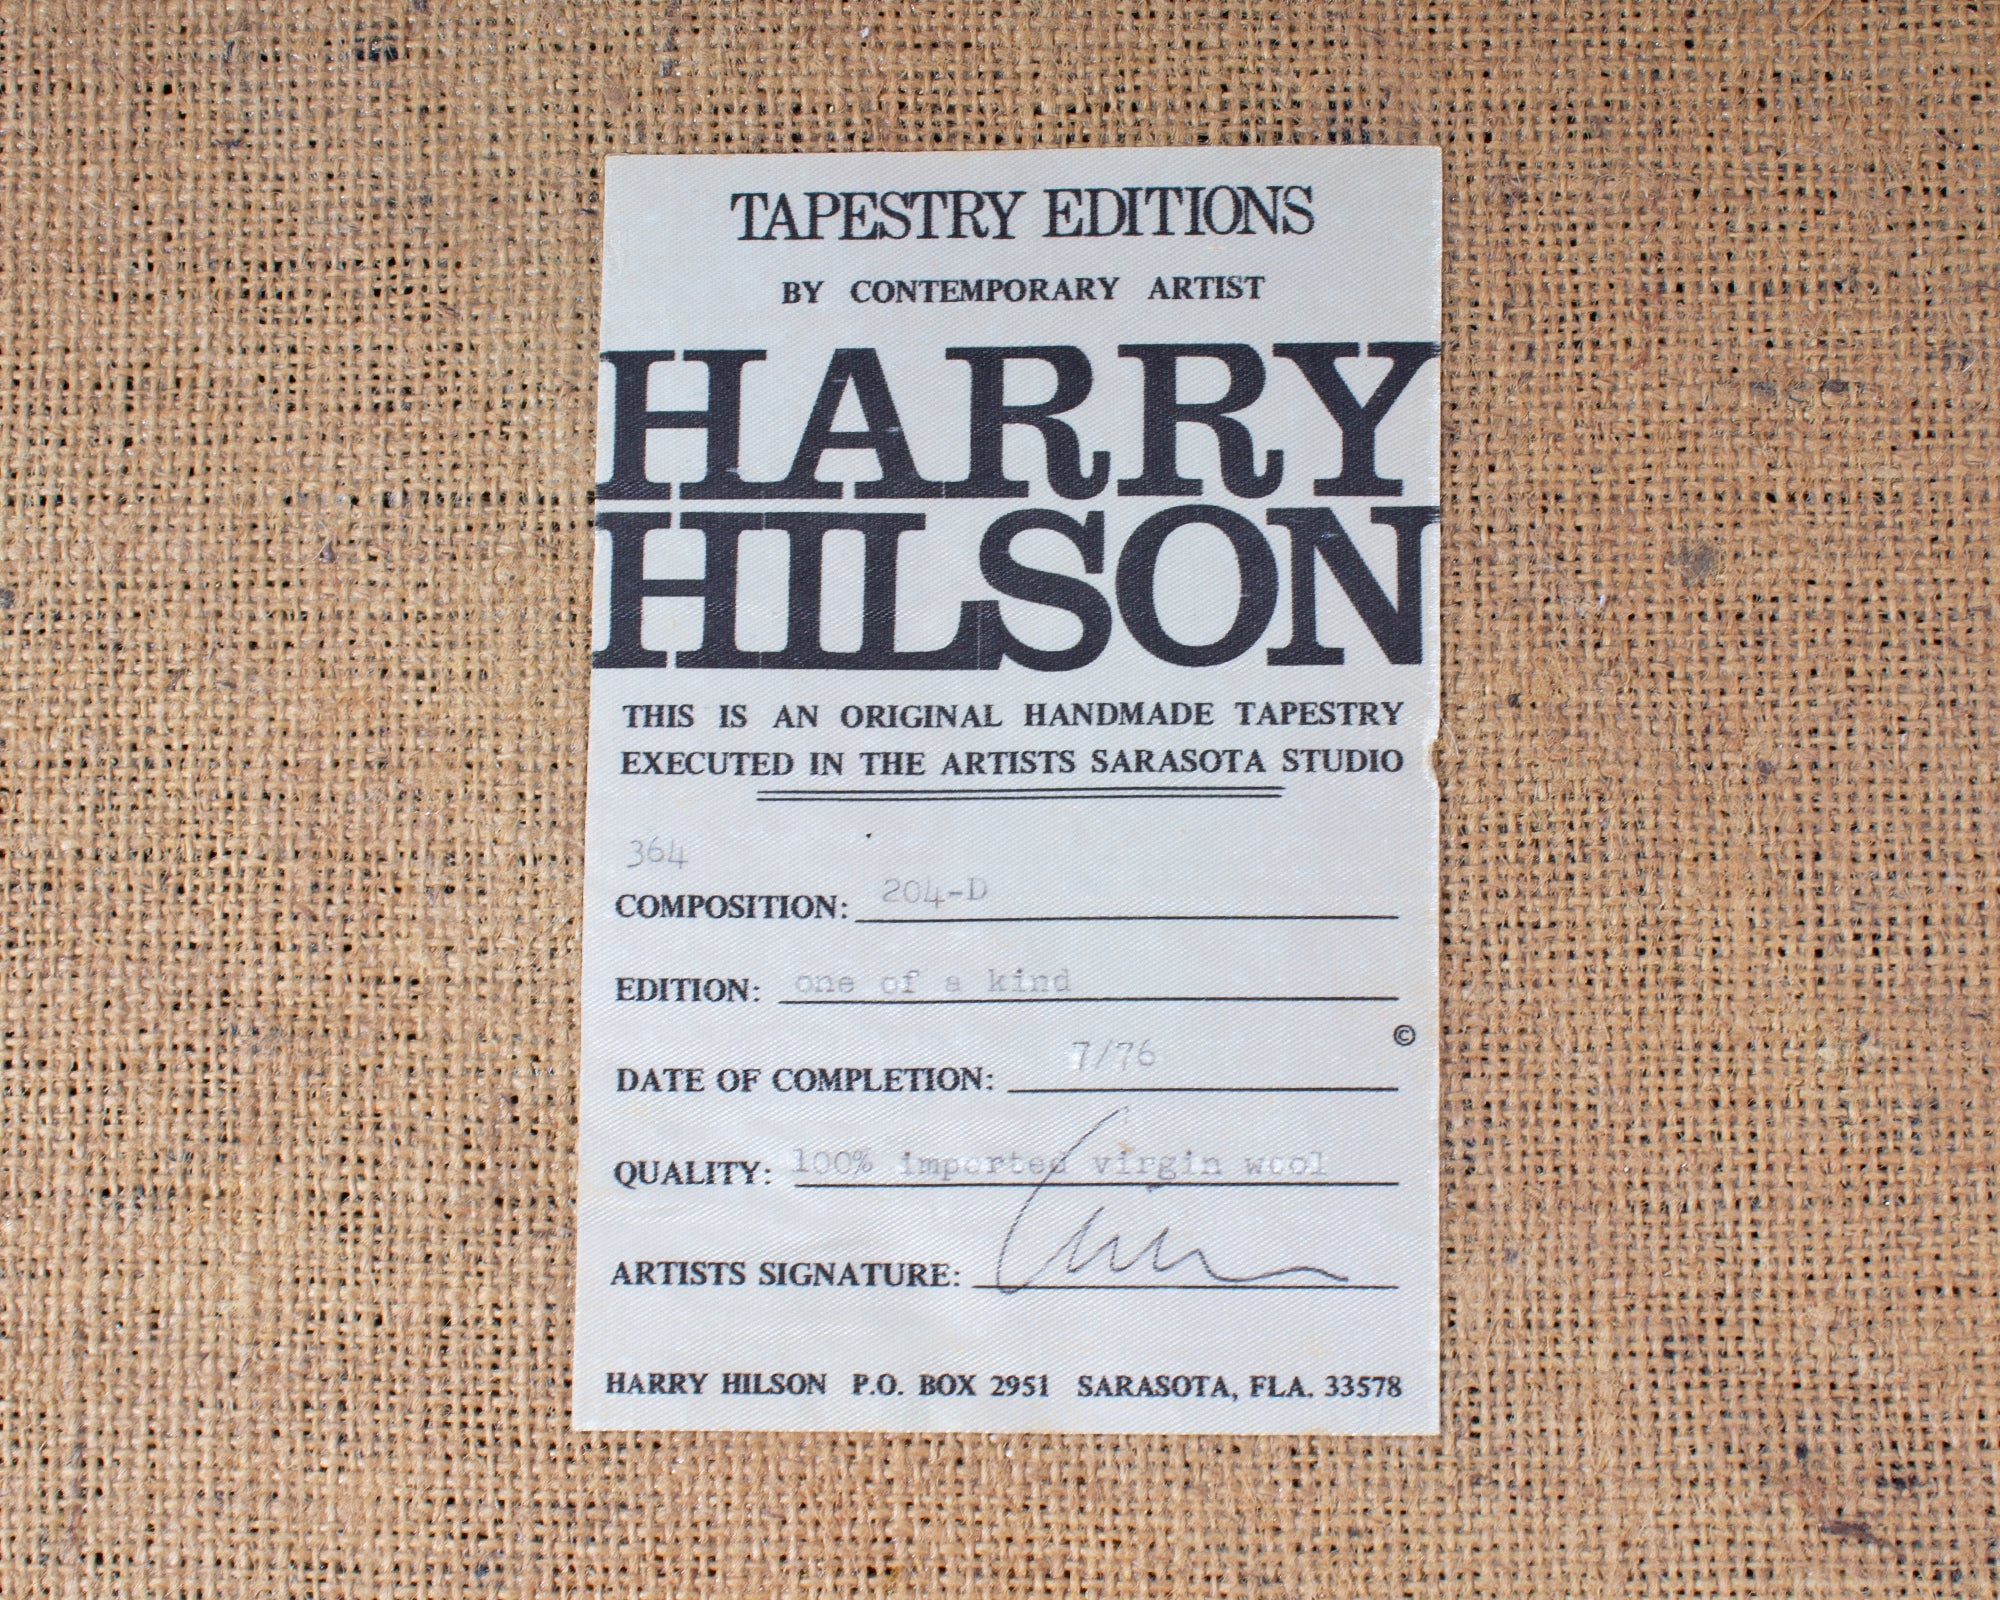 TAPESTRY EDITIONS
BY CONTEMPORARY ARTIST
HARRY
HILSON
THIS IS AN ORIGINAL HANDMADE TAPESTRY
EXECUTED IN THE ARTISTS SARASOTA STUDIO
364
COMPOSITION: 204-D
EDITION: one of a kind
©
DATE OF COMPLETION: 7/76
QUALITY: 100% imported virgin wool
ARTISTS SIGNATURE:
HARRY HILSON P.O. BOX 2951 SARASOTA, FLA. 33578